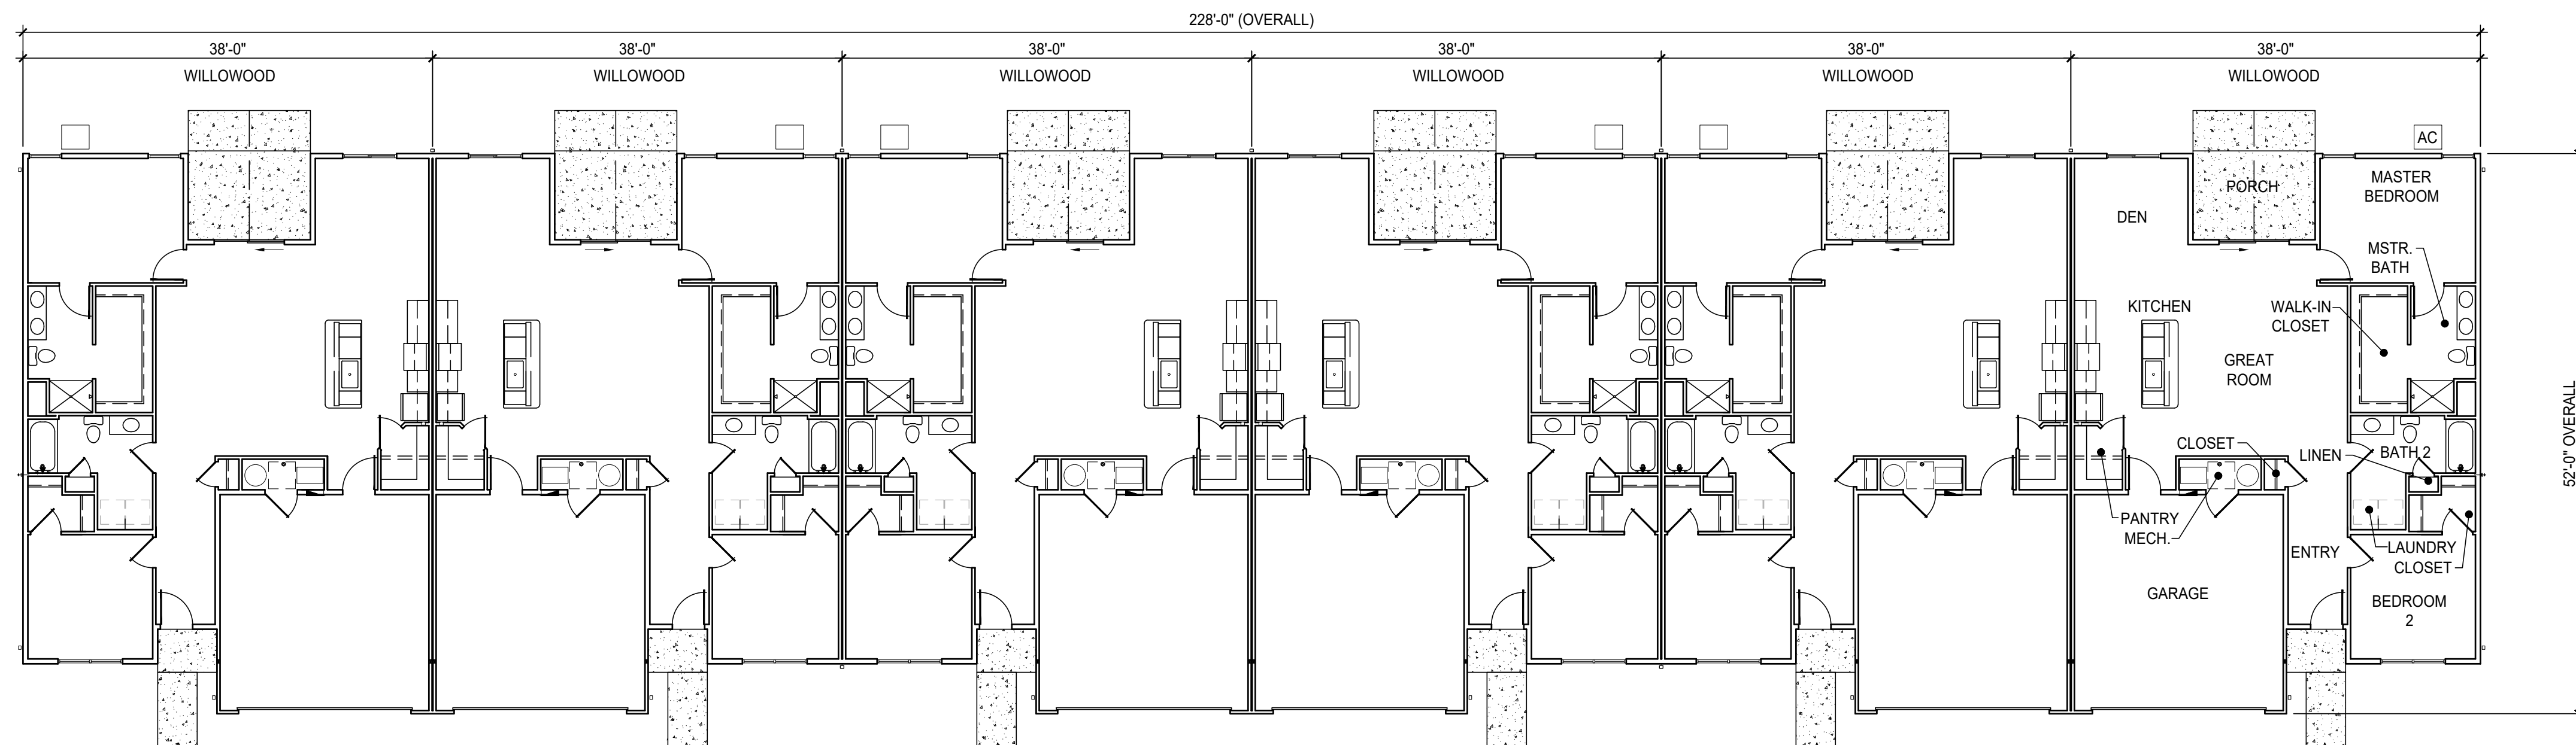 228'-0" (OVERALL)
38'-0"
38'-0"
38'-0"
38'-0"
38'-0"
38'-0"
WILLOWOOD
WILLOWOOD
WILLOWOOD
WILLOWOOD
WILLOWOOD
WILLOWOOD
AC
MASTER
BEDROOM
PORCH
DEN
MSTR.
BATH
KITCHEN
WALK-IN
CLOSET
GREAT
ROOM
52'-0" OVERALL
CLOSET
LINEN
BATH 2
PANTRY
MECH.
ENTRY
LAUNDRY
CLOSET
GARAGE
BEDROOM
2